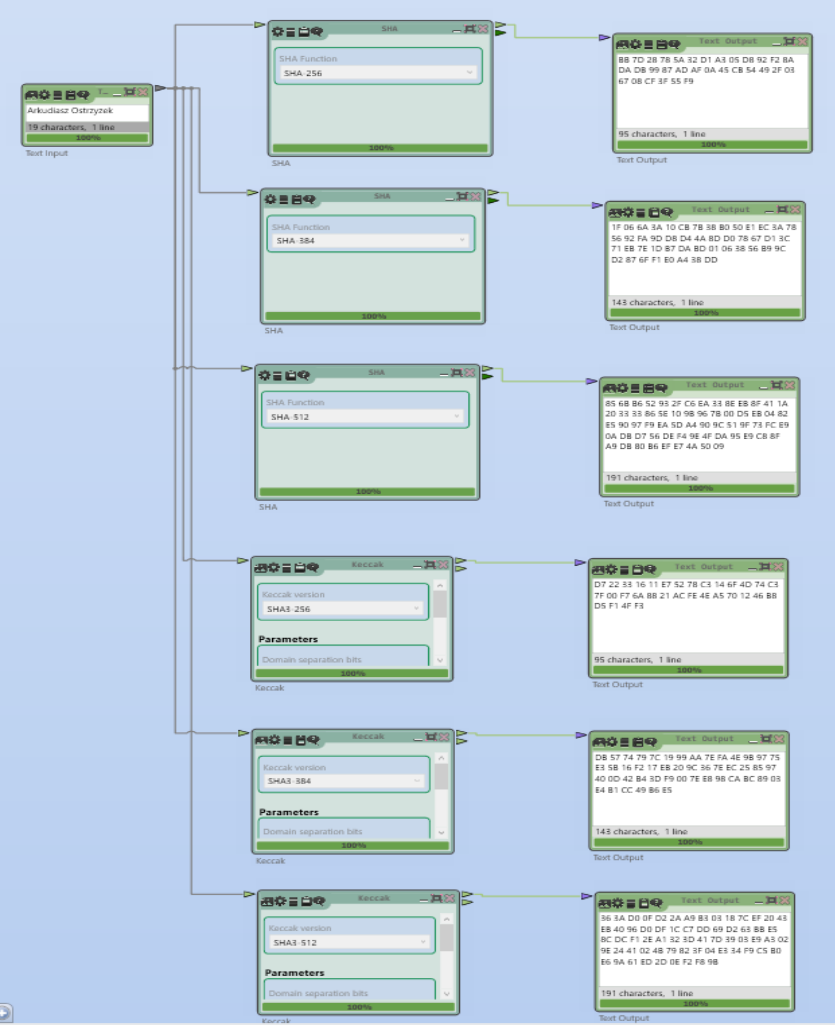 SHA
SHA Function
SHA-256
100%
SHA
Text Output
BB 7D 28 78 5A 32 D1 A3 05 D8 92 F2 8A
DA DB 99 87 AD AF 0A 45 CB 54 49 2F 03
67 08 CF 3F 55 F9
95 characters, 1 line
100%
Text Output
T...
Arkudiasz Ostrzyżek
19 characters, 1 line
100%
Text Input
SHA
SHA Function
SHA-384
100%
SHA
Text Output
1F 06 6A 3A 10 CB 7B 38 B0 50 E1 EC 3A 78
56 92 FA 9D D8 D4 4A 8D D0 78 67 D1 3C
71 EB 7E 1D B7 DA BD 01 06 38 56 B9 9C
D2 87 6F F1 E0 A4 38 DD
143 characters, 1 line
100%
Text Output
SHA
SHA Function
SHA-512
100%
SHA
Text Output
85 6B B6 52 93 2F C6 EA 33 8E EB 8F 41 1A
20 33 33 86 5E 10 9B 96 7B 00 D5 EB 04 82
E5 90 97 F9 EA 5D A4 90 9C 51 9F 73 FC E9
0A DB D7 56 DE F4 9E 4F DA 95 E9 C8 8F
A9 DB 80 B6 EF E7 4A 50 09
191 characters, 1 line
100%
Text Output
Keccak
Keccak version
SHA3-256
Parameters
Domain separation bits
100%
Keccak
Text Output
D7 22 33 16 11 E7 52 78 C3 14 6F 4D 74 C3
7F 00 F7 6A 88 21 AC FE 4E A5 70 12 46 B8
D5 F1 4F F3
95 characters, 1 line
100%
Text Output
Keccak
Keccak version
SHA3-384
Parameters
Domain separation bits
100%
Keccak
Text Output
DB 57 74 79 7C 19 99 AA 7E FA 4E 9B 97 75
E3 5B 16 F2 17 EB 20 9C 36 7E EC 25 85 97
40 0D 42 B4 3D F9 00 7E E8 98 CA BC 89 03
E4 B1 CC 49 B6 E5
143 characters, 1 line
100%
Text Output
Keccak
Keccak version
SHA3-512
Parameters
Domain separation bits
100%
Keccak
Text Output
36 3A D0 0F D2 2A A9 B3 03 1B 7C EF 20 43
EB 40 96 D0 DF 1C C7 DD 69 D2 63 BB E5
8C DC F1 2E A1 32 3D 41 7D 39 03 E9 A3 02
9E 24 41 02 4B 79 82 3F 04 E3 34 F9 C5 B0
E6 9A 61 ED 2D 0E F2 F8 9B
191 characters, 1 line
100%
Text Output